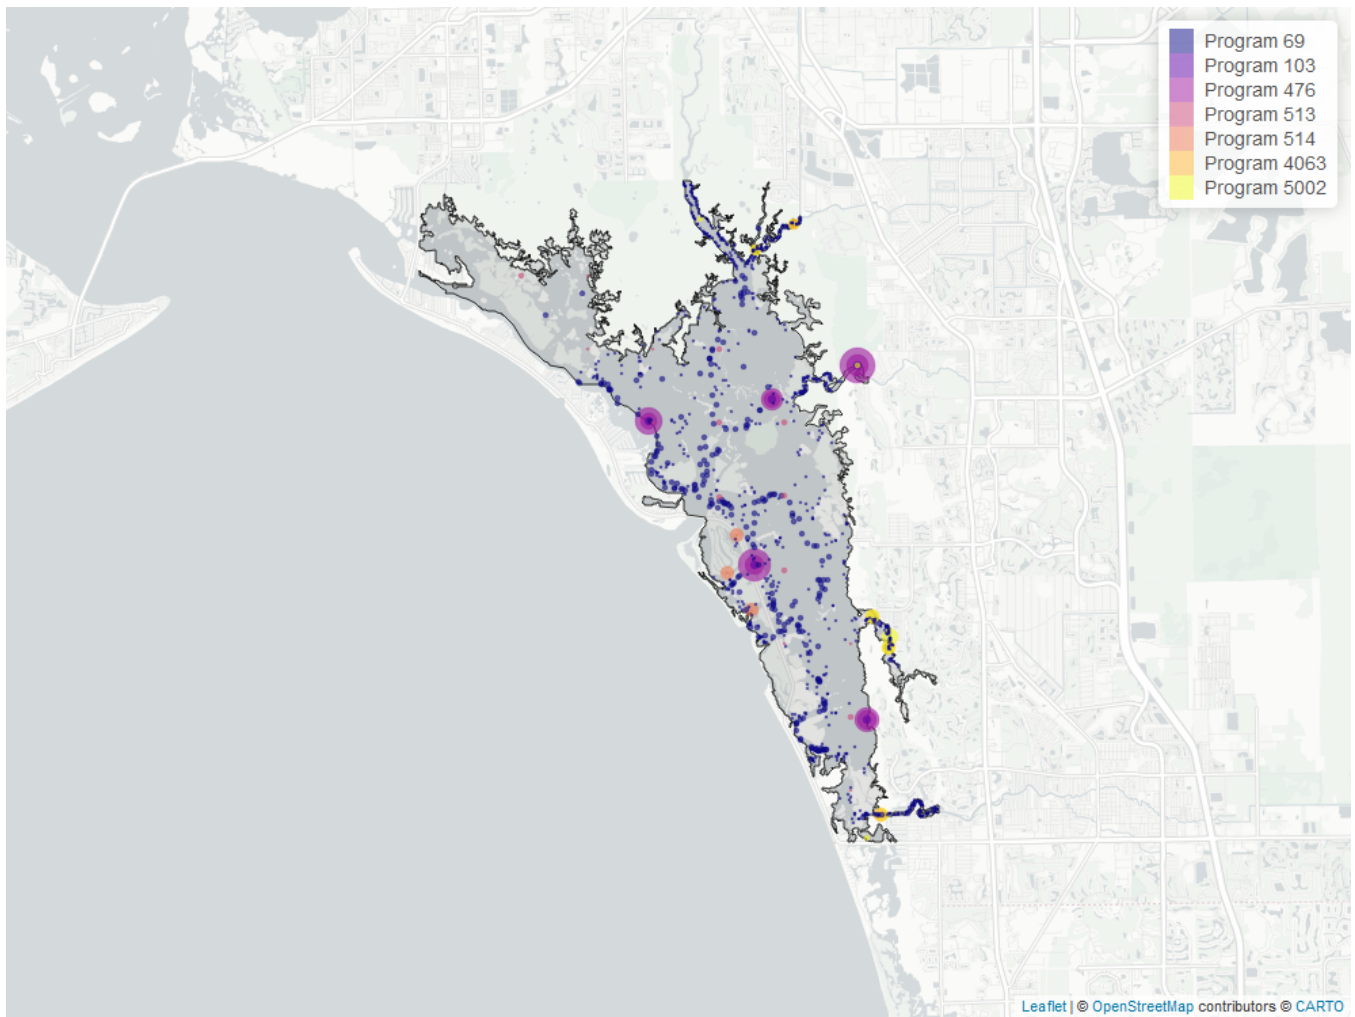 Program 69
Program 103
Program 476
Program 513
Program 514
Program 4063
Program 5002
Leaflet | © OpenStreetMap contributors © CARTO